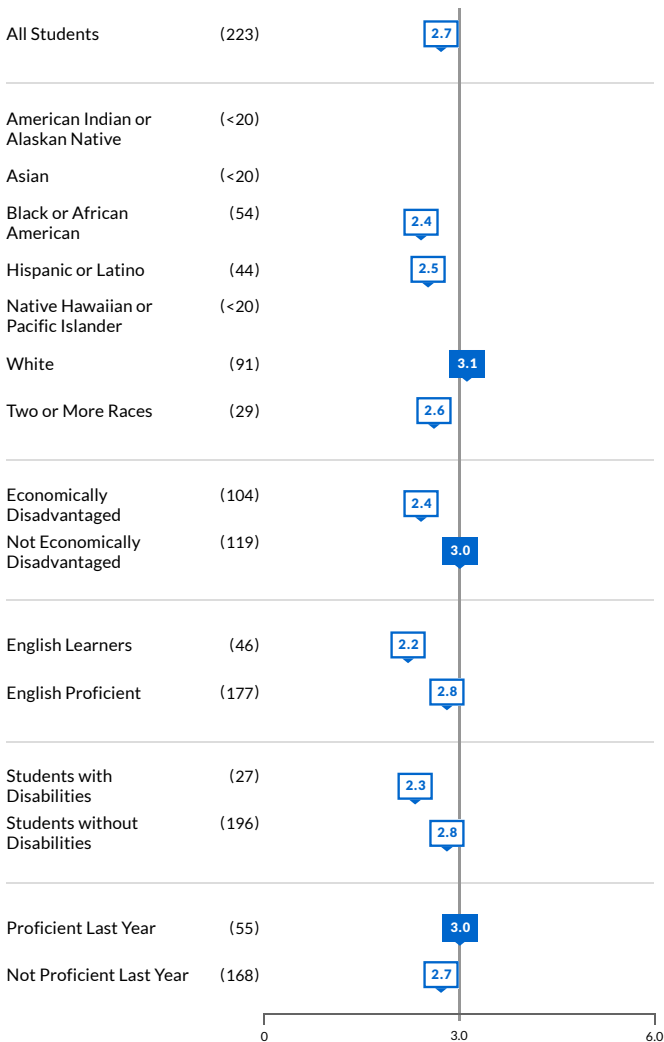 All Students (223) 2.7
American Indian or (<20)
Alaskan Native
Asian (<20)
Black or African (54) 2.4
American
Hispanic or Latino (44) 2.5
Native Hawaiian or (<20)
Pacific Islander
White (91) 3.1
Two or More Races (29) 2.6
Economically (104) 2.4
Disadvantaged
Not Economically (119) 3.0
Disadvantaged
English Learners (46) 2.2
English Proficient (177) 2.8
Students with (27) 2.3
Disabilities
Students without (196) 2.8
Disabilities
Proficient Last Year (55) 3.0
Not Proficient Last Year (168) 2.7
0 3.0 6.0